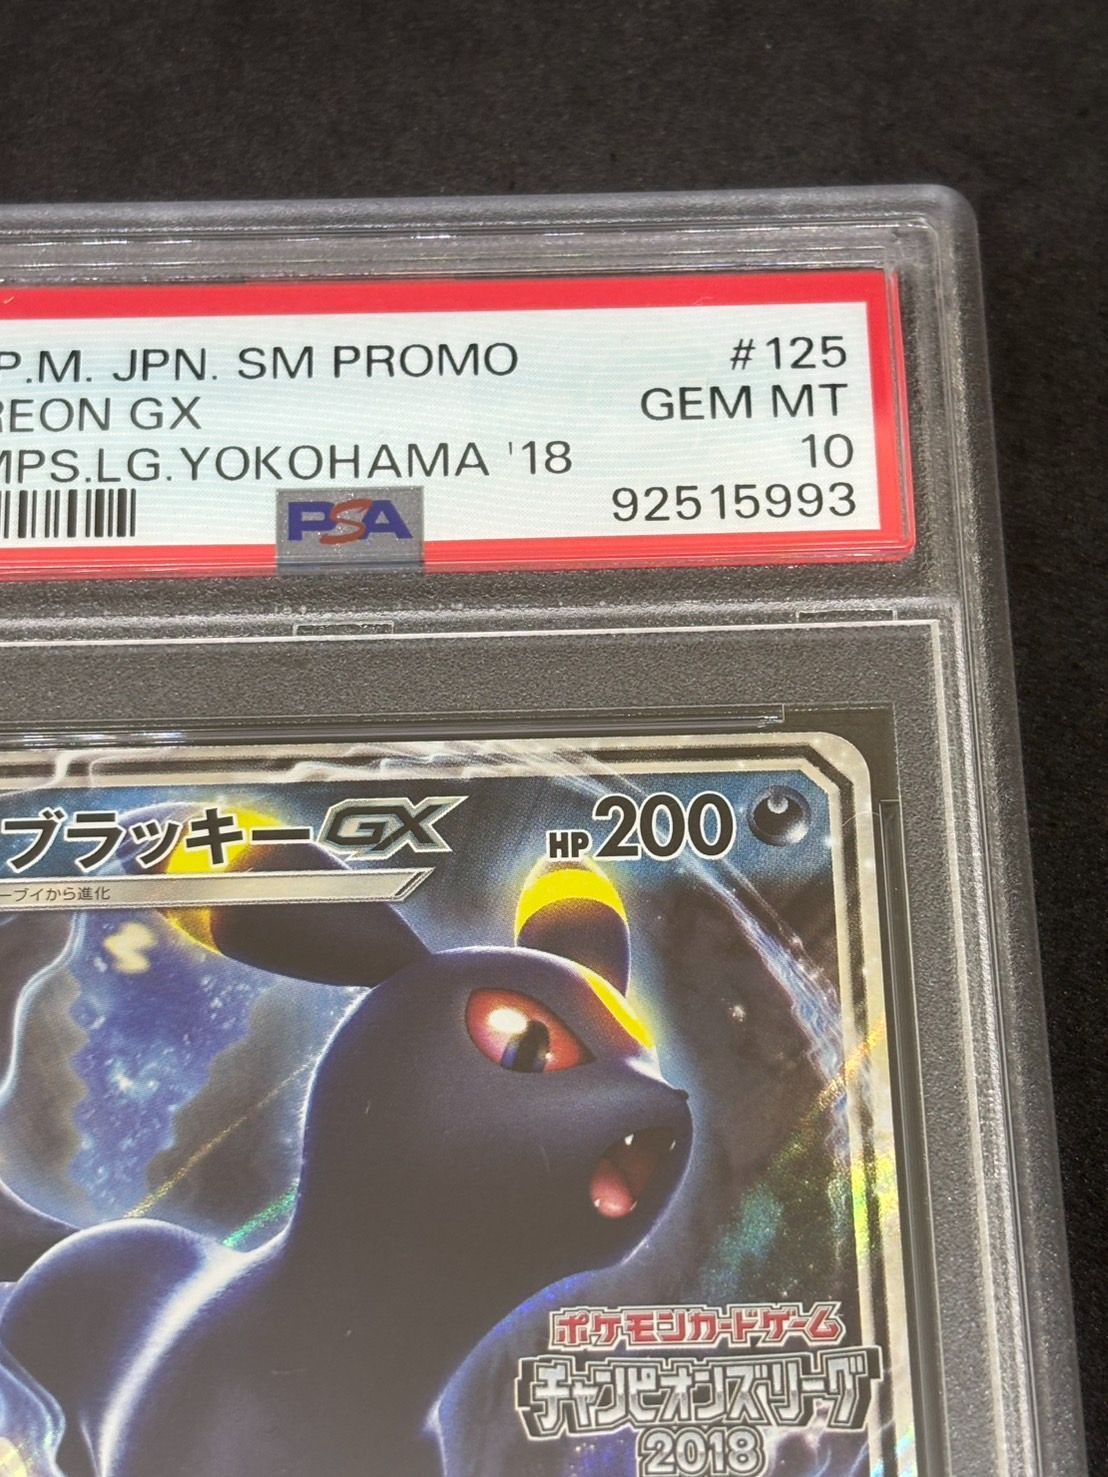 P.M. JPN. SM PROMO #125
REON GX GEM MT
MPS.LG.YOKOHAMA '18 10
PSA 92515993
ブラッキーGX HP200
ーブイから進化
ポケモンカードゲーム
チャンピオンズリーグ
2018